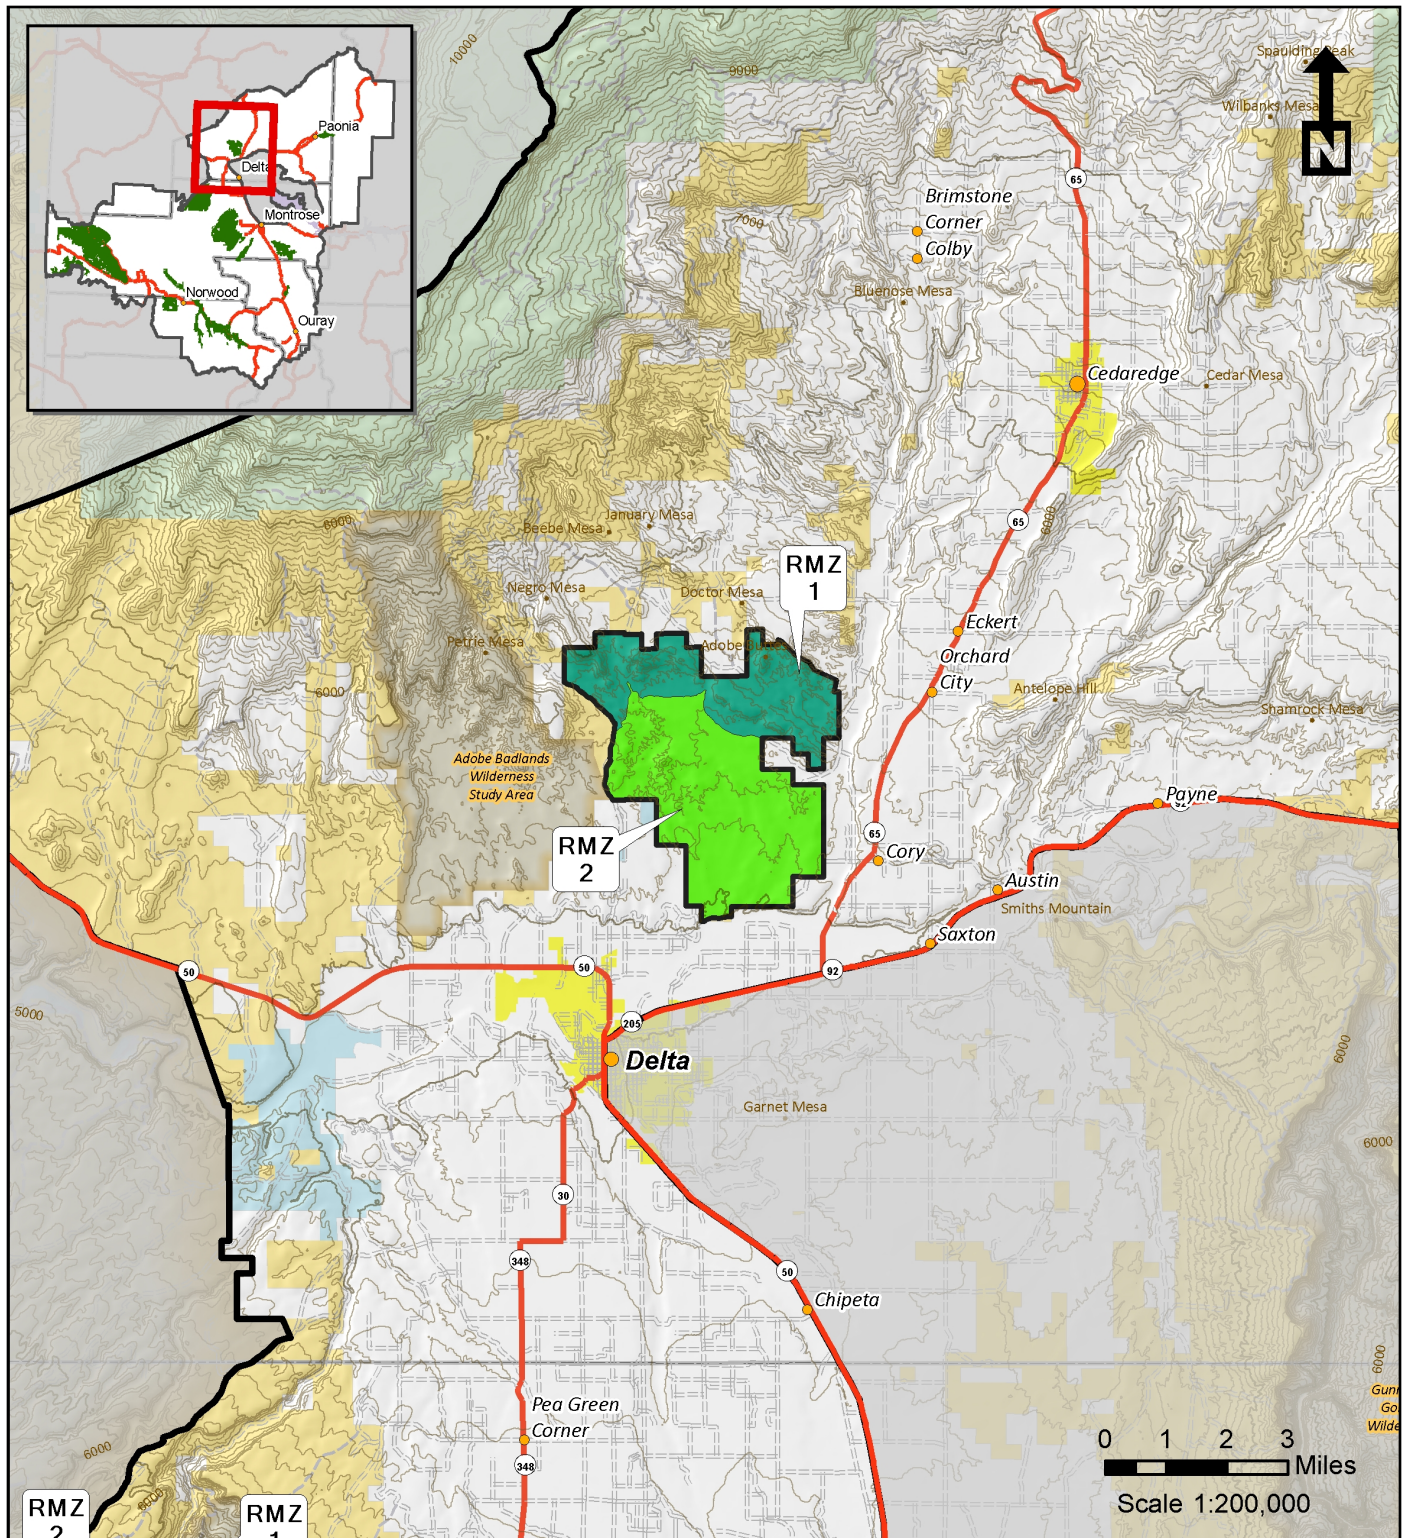 Paonia
Delta
Montrose
Norwood
Ouray
10000
9000
Spaulding Peak
Wilbanks Mesa
N
65
Brimstone
Corner
Colby
7000
Bluenose Mesa
Cedaredge
Cedar Mesa
January Mesa
Beebe Mesa
6000
65
6000
RMZ
1
Negro Mesa
Doctor Mesa
Petrie Mesa
Eckert
Orchard
City
6000
Antelope Hill
Shamrock Mesa
Adobe Badlands
Wilderness
Study Area
Payne
92
RMZ
2
65
Cory
Austin
Smiths Mountain
Saxton
50
50
92
5000
205
Delta
6000
Garnet Mesa
6000
30
348
50
Chipeta
6000
Pea Green
Corner
348
6000
6000
0 1 2 3
Miles
Scale 1:200,000
RMZ
2
RMZ
1